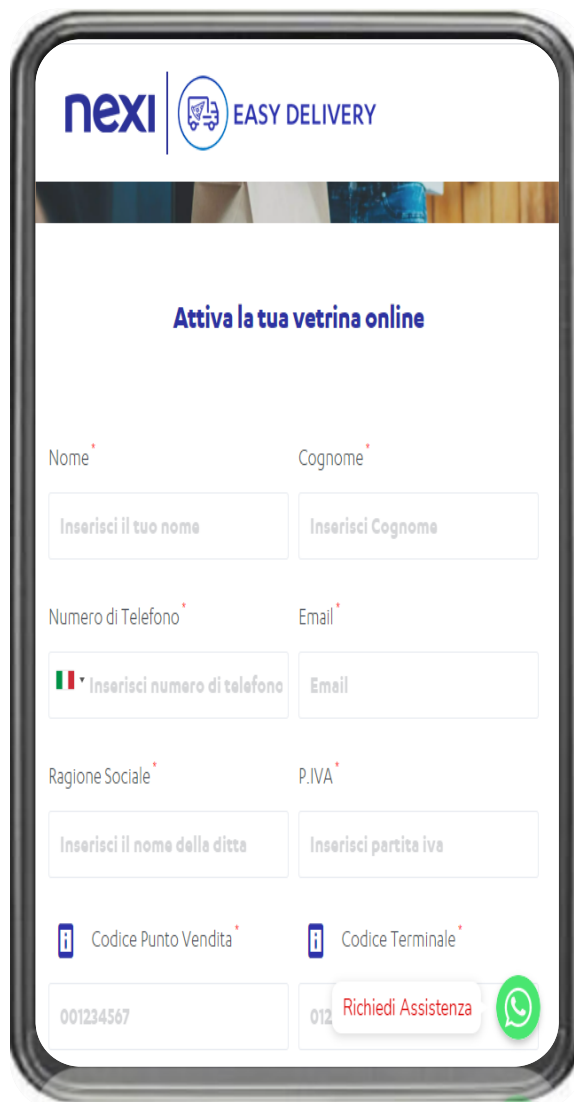 nexi EASY DELIVERY
Attiva la tua vetrina online
Nome* Cognome*
Inserisci il tuo nome Inserisci Cognome
Numero di Telefono* Email*
Inserisci numero di telefono Email
Ragione Sociale* P.IVA*
Inserisci il nome della ditta Inserisci partita iva
Codice Punto Vendita* Codice Terminale*
001234567 012 Richiedi Assistenza